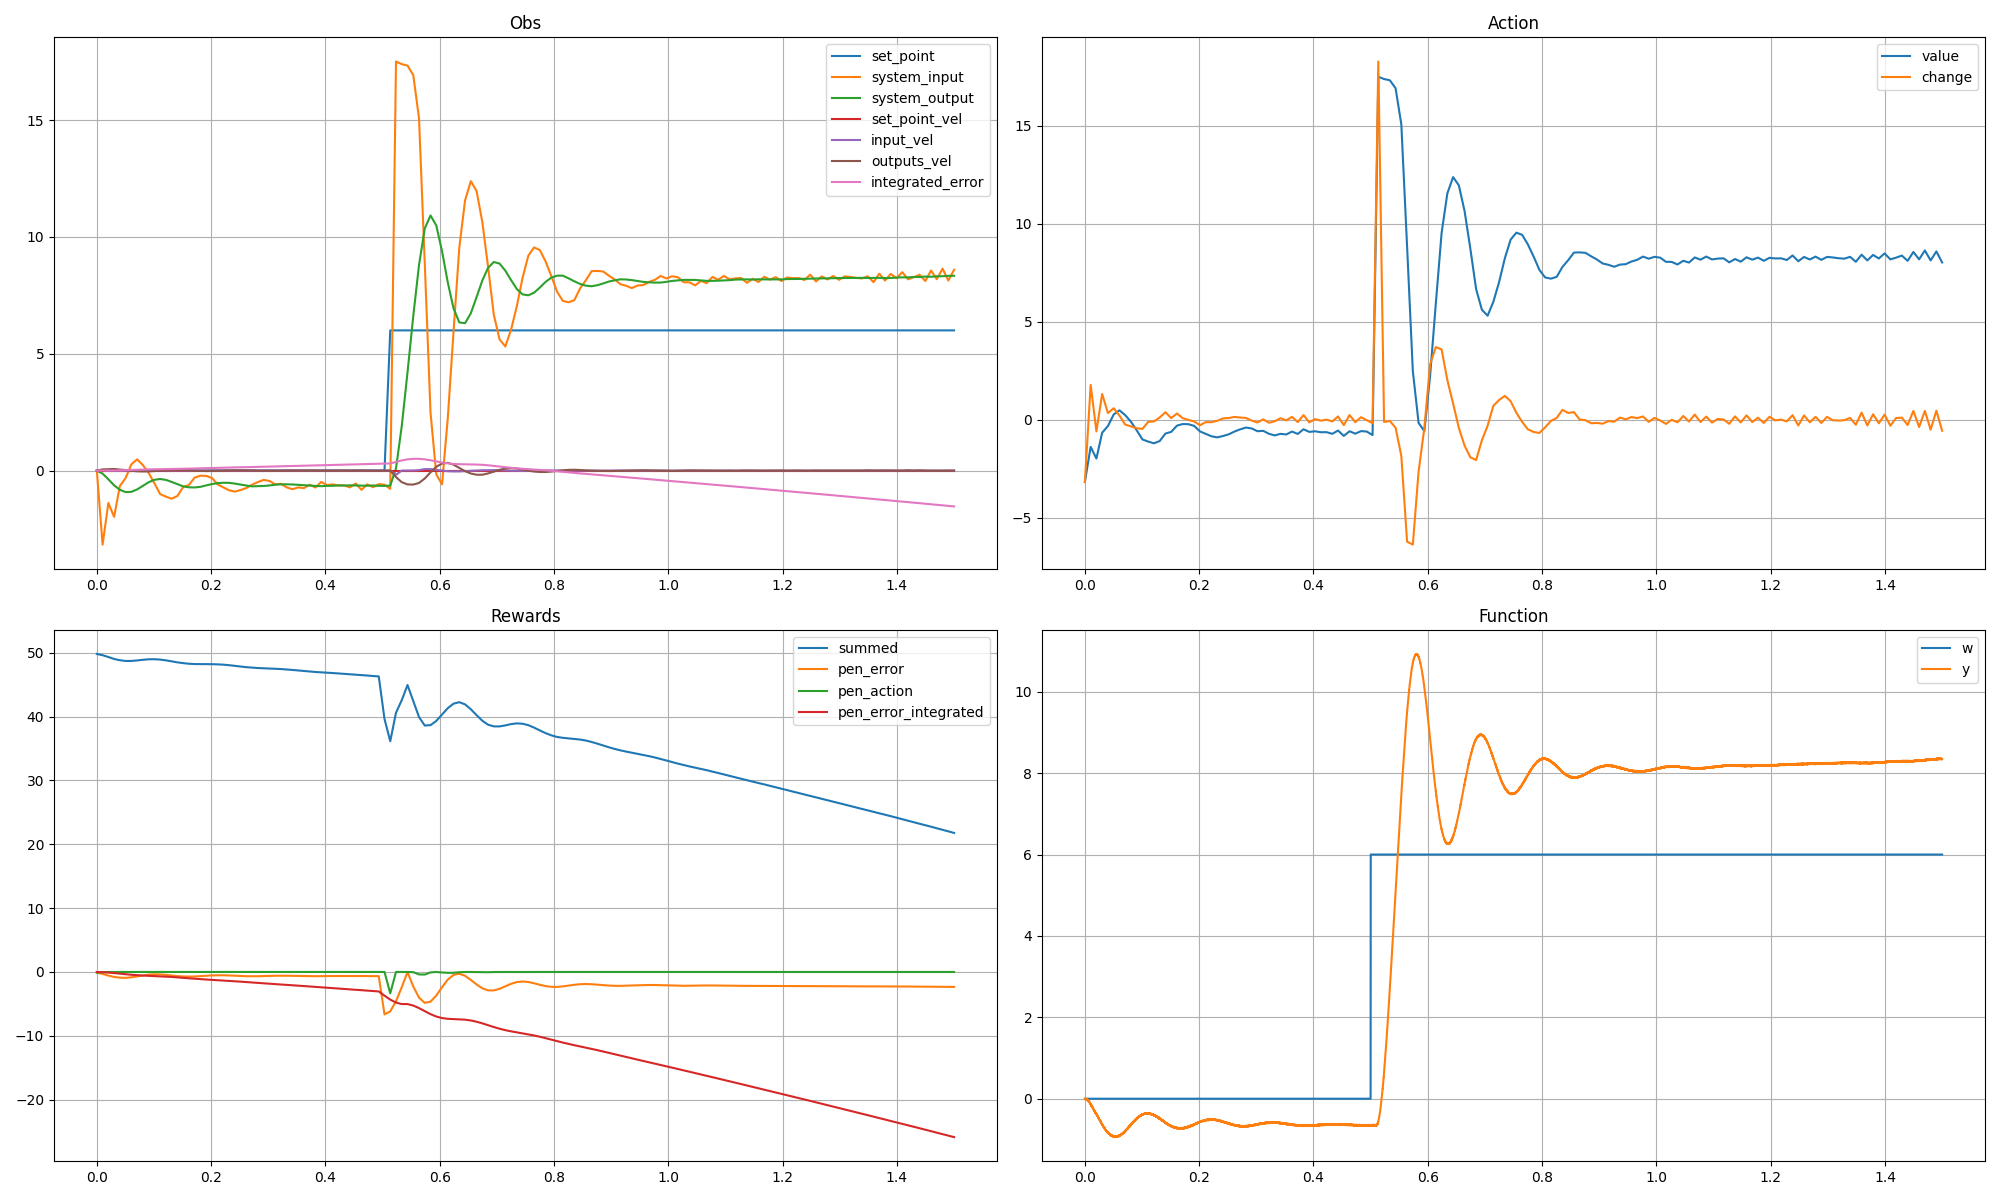 Obs
set_point
system_input
system_output
set_point_vel
input_vel
outputs_vel
integrated_error
15
10
5
0
0.0 0.2 0.4 0.6 0.8 1.0 1.2 1.4
Action
value
change
15
10
5
0
−5
0.0 0.2 0.4 0.6 0.8 1.0 1.2 1.4
Rewards
summed
pen_error
pen_action
pen_error_integrated
50
40
30
20
10
0
−10
−20
0.0 0.2 0.4 0.6 0.8 1.0 1.2 1.4
Function
w
y
10
8
6
4
2
0
0.0 0.2 0.4 0.6 0.8 1.0 1.2 1.4